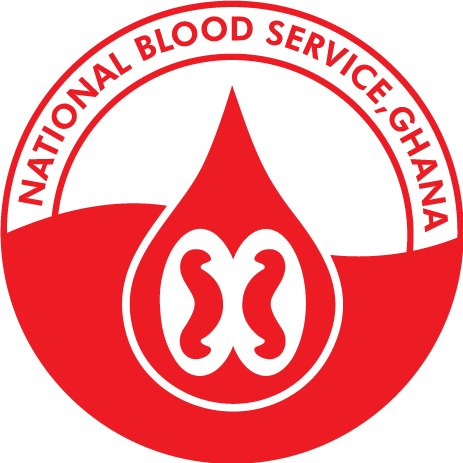 NATIONAL BLOOD SERVICE, GHANA